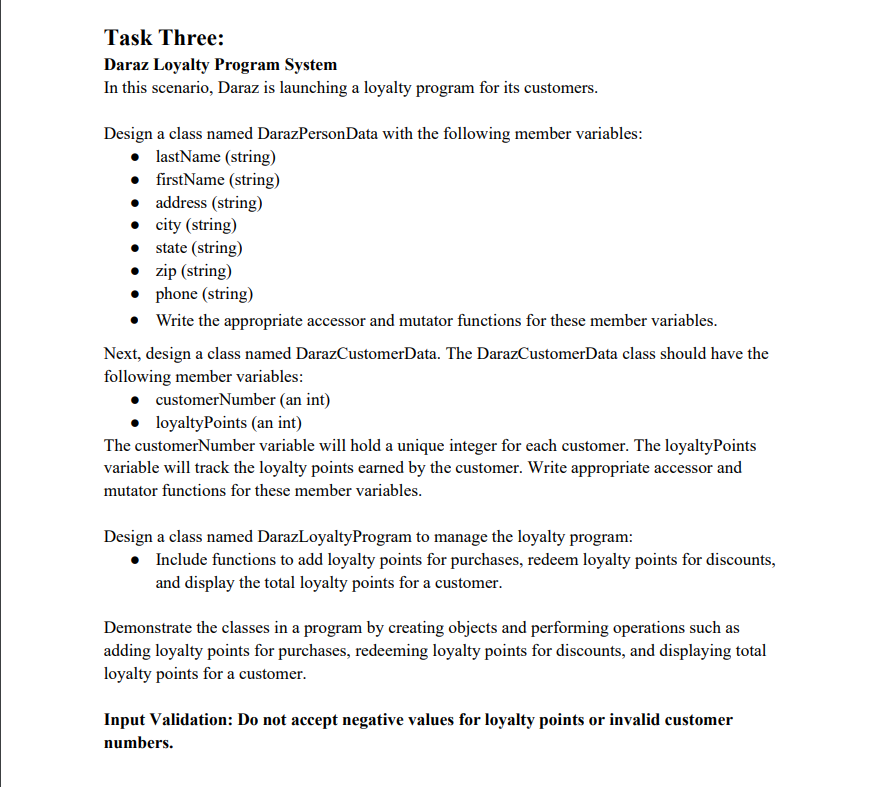 Task Three:
Daraz Loyalty Program System
In this scenario, Daraz is launching a loyalty program for its customers.
Design a class named DarazPersonData with the following member variables:
● lastName (string)
● firstName (string)
● address (string)
● city (string)
● state (string)
● zip (string)
● phone (string)
● Write the appropriate accessor and mutator functions for these member variables.
Next, design a class named DarazCustomerData. The DarazCustomerData class should have the
following member variables:
● customerNumber (an int)
● loyaltyPoints (an int)
The customerNumber variable will hold a unique integer for each customer. The loyaltyPoints
variable will track the loyalty points earned by the customer. Write appropriate accessor and
mutator functions for these member variables.
Design a class named DarazLoyaltyProgram to manage the loyalty program:
● Include functions to add loyalty points for purchases, redeem loyalty points for discounts,
and display the total loyalty points for a customer.
Demonstrate the classes in a program by creating objects and performing operations such as
adding loyalty points for purchases, redeeming loyalty points for discounts, and displaying total
loyalty points for a customer.
Input Validation: Do not accept negative values for loyalty points or invalid customer
numbers.